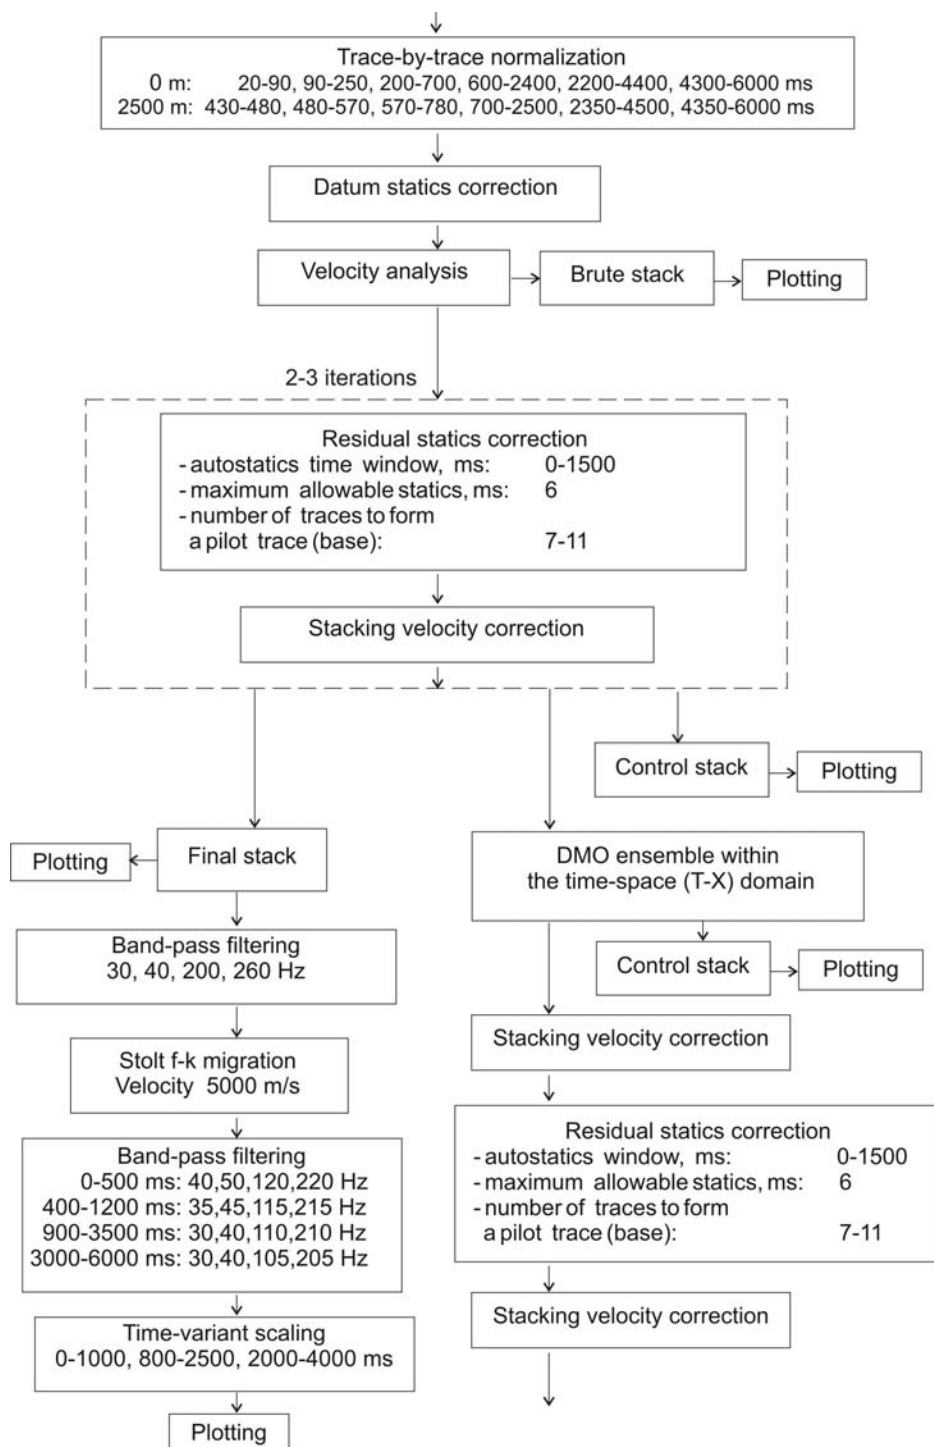 Trace-by-trace normalization
0 m: 20-90, 90-250, 200-700, 600-2400, 2200-4400, 4300-6000 ms
2500 m: 430-480, 480-570, 570-780, 700-2500, 2350-4500, 4350-6000 ms
Datum statics correction
Velocity analysis
Brute stack
Plotting
2-3 iterations
Residual statics correction
- autostatics time window, ms: 0-1500
- maximum allowable statics, ms: 6
- number of traces to form
a pilot trace (base): 7-11
Stacking velocity correction
Control stack
Plotting
Final stack
Plotting
Band-pass filtering
30, 40, 200, 260 Hz
Stolt f-k migration
Velocity 5000 m/s
Band-pass filtering
0-500 ms: 40,50,120,220 Hz
400-1200 ms: 35,45,115,215 Hz
900-3500 ms: 30,40,110,210 Hz
3000-6000 ms: 30,40,105,205 Hz
Time-variant scaling
0-1000, 800-2500, 2000-4000 ms
Plotting
DMO ensemble within
the time-space (T-X) domain
Control stack
Plotting
Stacking velocity correction
Residual statics correction
- autostatics window, ms: 0-1500
- maximum allowable statics, ms: 6
- number of traces to form
a pilot trace (base): 7-11
Stacking velocity correction